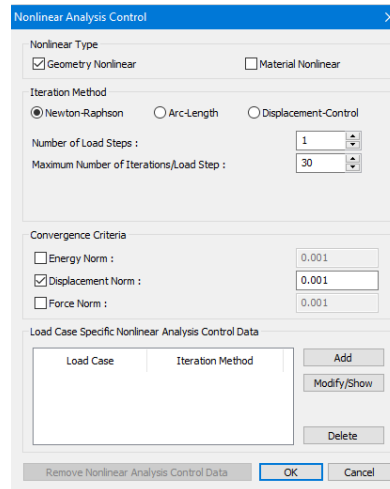 Nonlinear Analysis Control
Nonlinear Type
Geometry Nonlinear Material Nonlinear
Iteration Method
Newton-Raphson Arc-Length Displacement-Control
Number of Load Steps : 1
Maximum Number of Iterations/Load Step : 30
Convergence Criteria
Energy Norm : 0.001
Displacement Norm : 0.001
Force Norm : 0.001
Load Case Specific Nonlinear Analysis Control Data
Load Case Iteration Method Add
Modify/Show
Delete
Remove Nonlinear Analysis Control Data OK Cancel